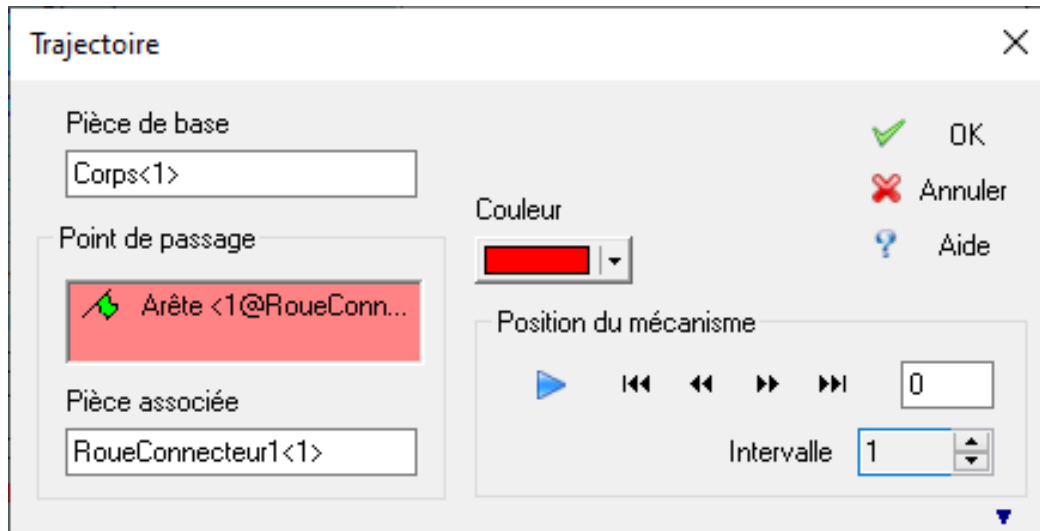 Trajectoire
Pièce de base
Corps<1>
Point de passage
Arête <1@RoueConn...
Pièce associée
RoueConnecteur1<1>
Couleur
OK
Annuler
Aide
Position du mécanisme
0
Intervalle
1